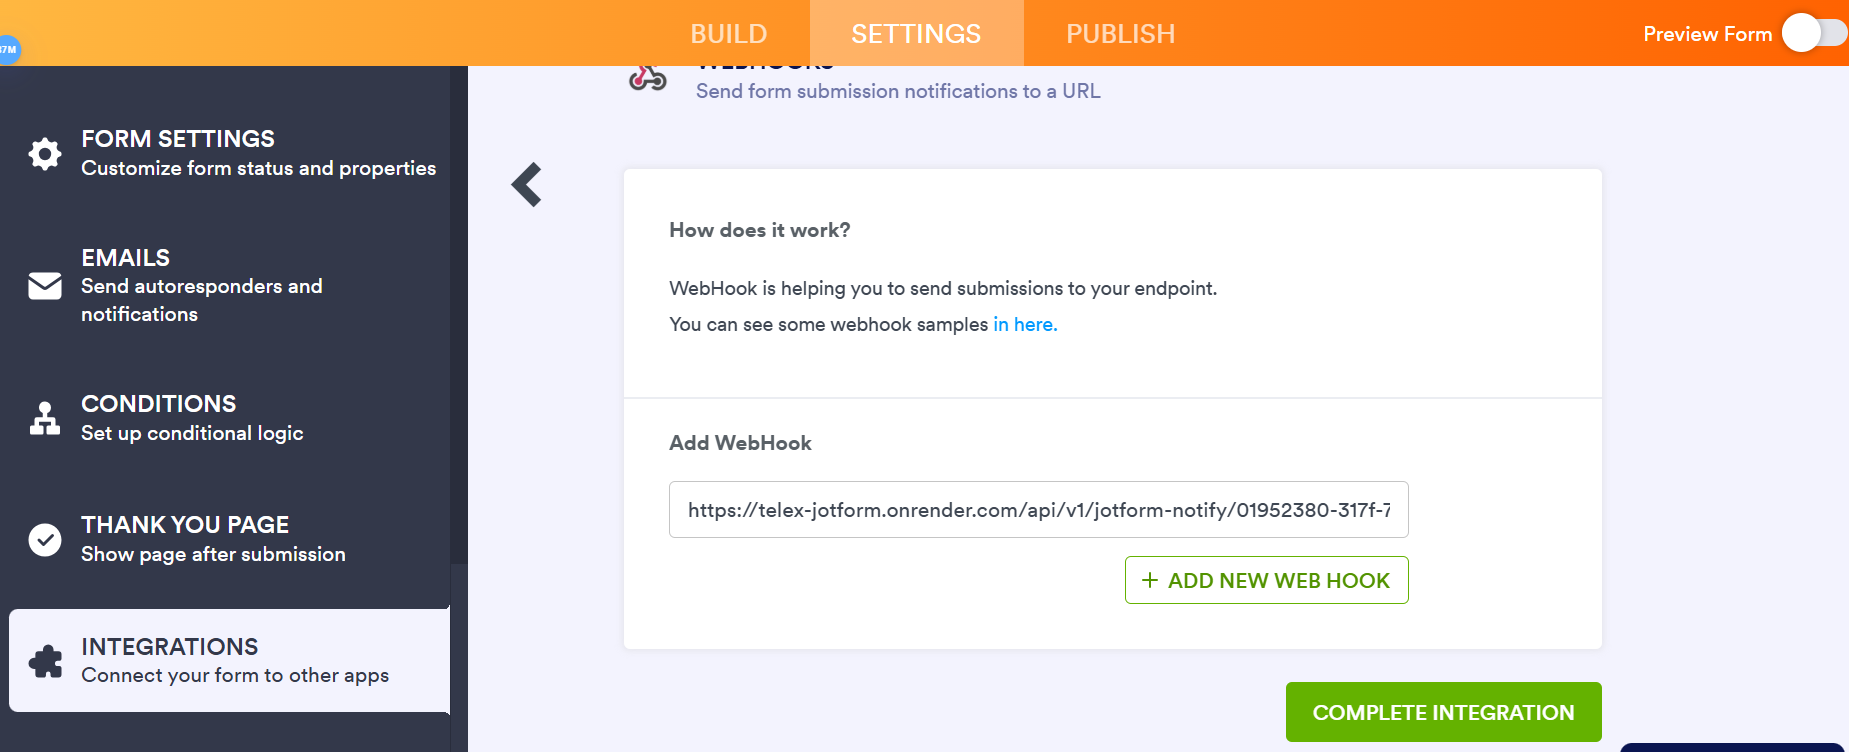 BUILD
SETTINGS
PUBLISH
Preview Form
37M
WEBHOOKS
Send form submission notifications to a URL
FORM SETTINGS
Customize form status and properties
EMAILS
Send autoresponders and
notifications
CONDITIONS
Set up conditional logic
THANK YOU PAGE
Show page after submission
INTEGRATIONS
Connect your form to other apps
How does it work?
WebHook is helping you to send submissions to your endpoint.
You can see some webhook samples in here.
Add WebHook
https://telex-jotform.onrender.com/api/v1/jotform-notify/01952380-317f-7
+ ADD NEW WEB HOOK
COMPLETE INTEGRATION